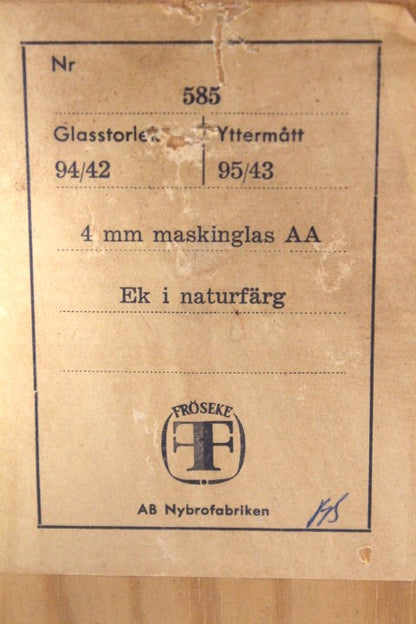 Nr
585
Glasstorlek Yttermått
94/42 95/43
4 mm maskinglas AA
Ek i naturfärg
FRÖSEKE
AB Nybrofabriken